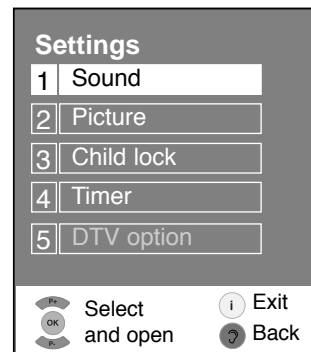 Settings
1 Sound
2 Picture
3 Child lock
4 Timer
5 DTV option
P+
OK
P-
Select
and open
i Exit
Back